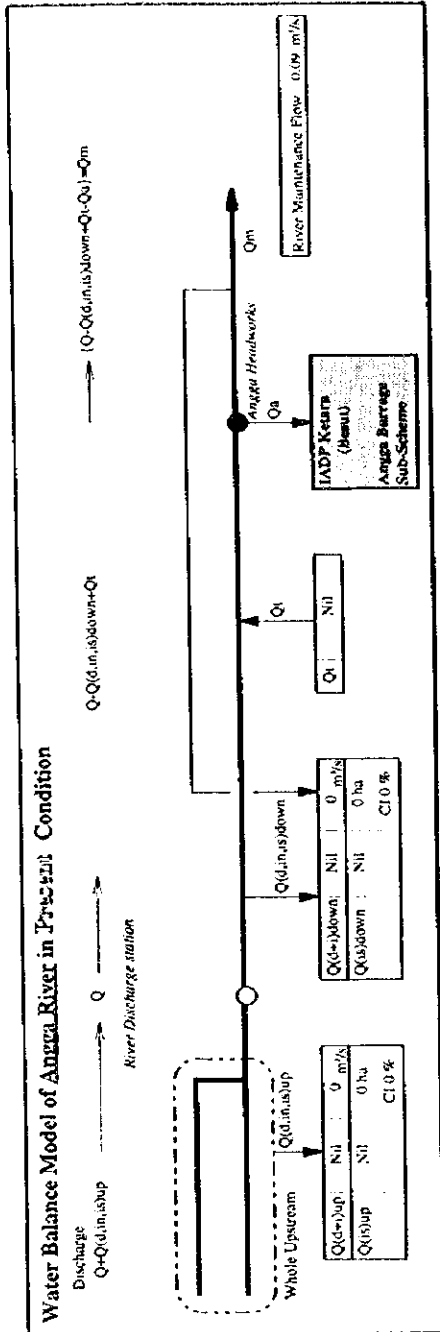 Water Balance Model of Angga River in Present Condition
Discharge
Q+Q(d,in,is)up
Q
Q-Q(d,in,is)down+Qt
(Q-Q(d,in,is)down+Qt-Qa)=Qm
River Discharge station
Angga Headworks
Qm
Whole Upstream
Q(d,in,is)up
Q(d,in,is)down
Qt
Qa
River Maintenance Flow 0.09 m³/s
Q(d+i)up Nil 0 m³/s
Q(is)up Nil 0 ha
CI 0 %
Q(d+i)down Nil 0 m³/s
Q(is)down Nil 0 ha
CI 0 %
Qt Nil
IADP Ketara
(Besut)
Angga Barrage
Sub-Scheme